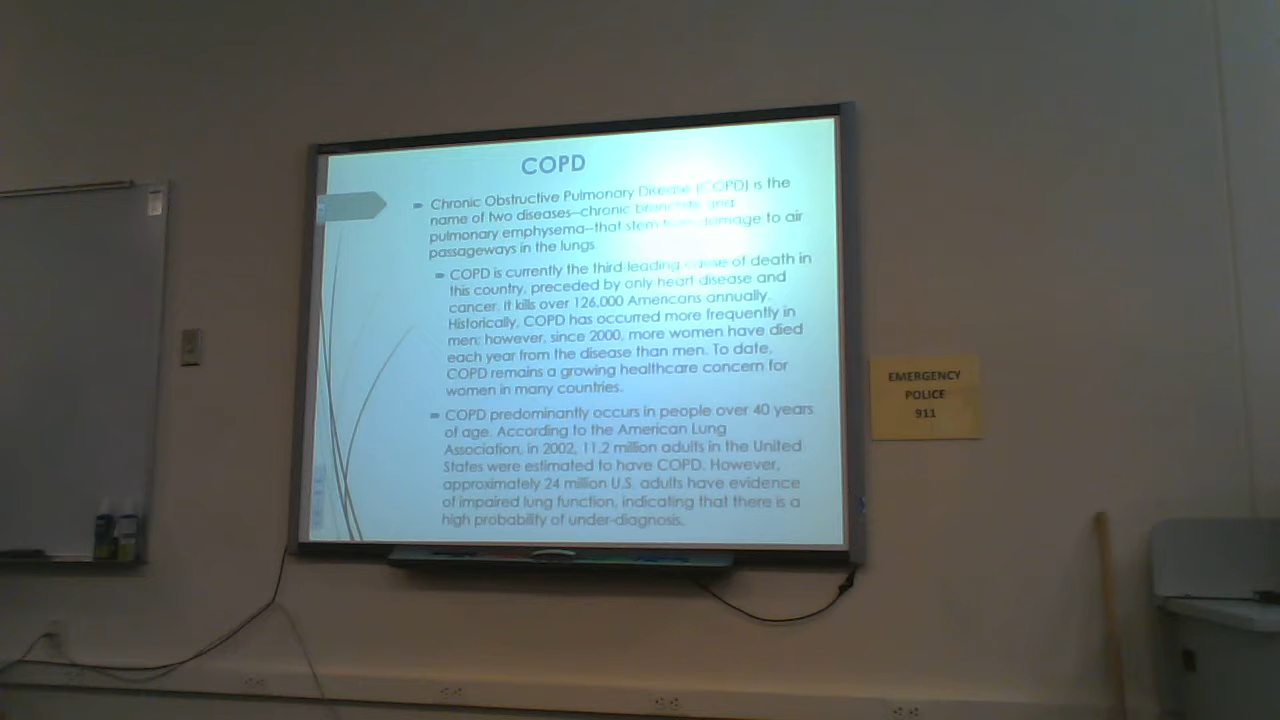 COPD
Chronic Obstructive Pulmonary Disease (COPD) is the
name of two diseases—chronic bronchitis and
pulmonary emphysema—that stem from damage to air
passageways in the lungs
COPD is currently the third-leading cause of death in
this country, preceded by only heart disease and
cancer. It kills over 126,000 Americans annually.
Historically, COPD has occurred more frequently in
men; however, since 2000, more women have died
each year from the disease than men. To date,
COPD remains a growing healthcare concern for
women in many countries.
COPD predominantly occurs in people over 40 years
of age. According to the American Lung
Association, in 2002, 11.2 million adults in the United
States were estimated to have COPD. However,
approximately 24 million U.S. adults have evidence
of impaired lung function, indicating that there is a
high probability of under-diagnosis.
EMERGENCY
POLICE
911